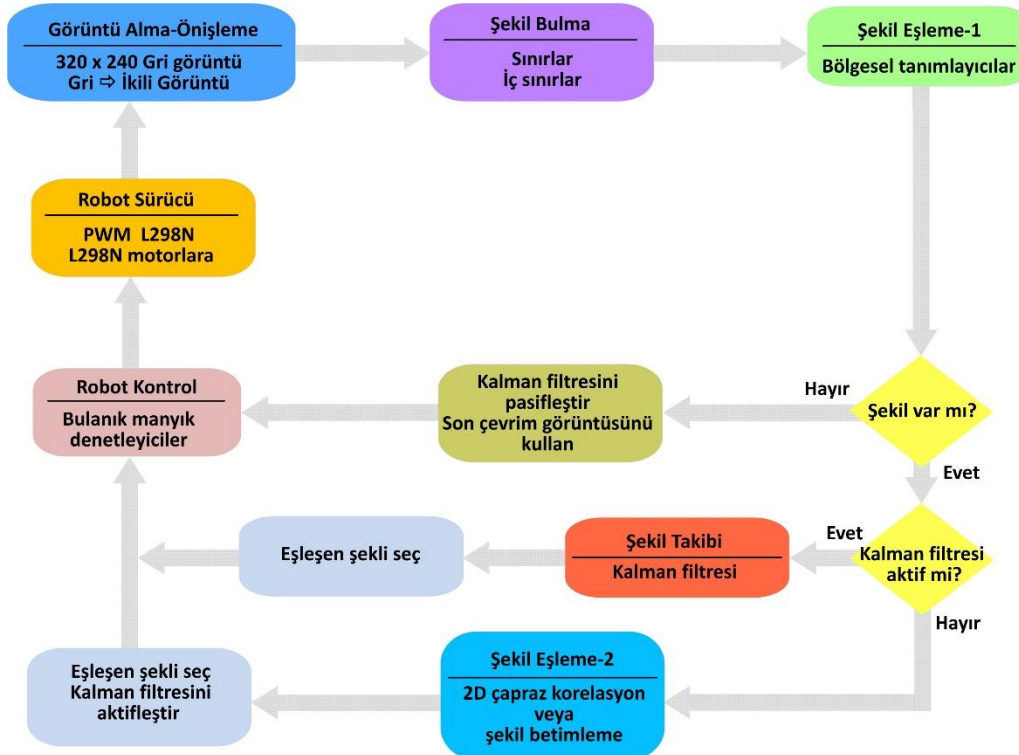 Görüntü Alma-Önişleme
320 x 240 Gri görüntü
Gri ⇨ İkili Görüntü
Şekil Bulma
Sınırlar
İç sınırlar
Şekil Eşleme-1
Bölgesel tanımlayıcılar
Robot Sürücü
PWM L298N
L298N motorlara
Robot Kontrol
Bulanık manyık
denetleyiciler
Kalman filtresini
pasifleştir
Son çevrim görüntüsünü
kullan
Hayır
Şekil var mı?
Evet
Eşleşen şekli seç
Şekil Takibi
Kalman filtresi
Evet
Kalman filtresi
aktif mi?
Hayır
Eşleşen şekli seç
Kalman filtresini
aktifleştir
Şekil Eşleme-2
2D çapraz korelasyon
veya
şekil betimleme